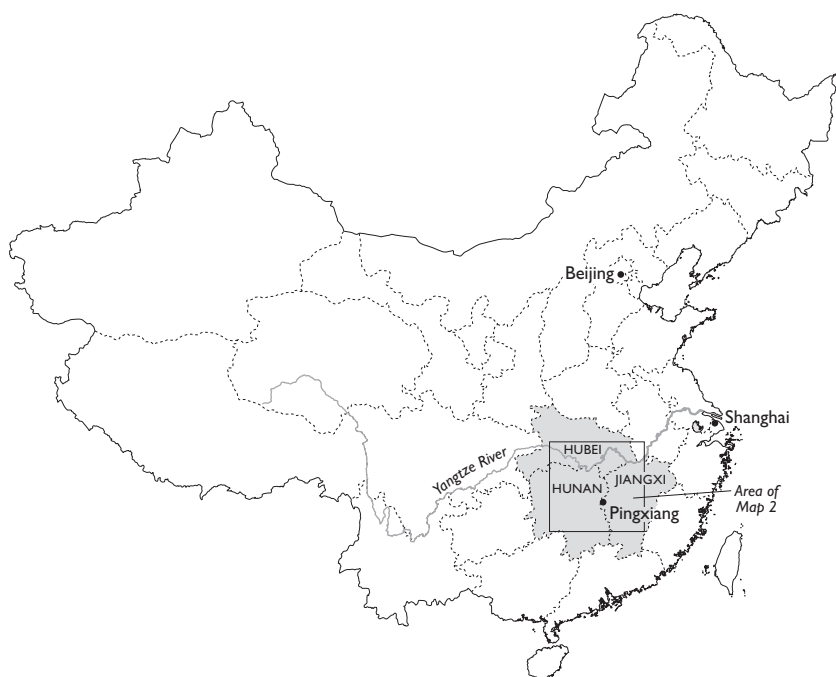 Beijing
Shanghai
Yangtze River
HUBEI
HUNAN
JIANGXI
Pingxiang
Area of
Map 2